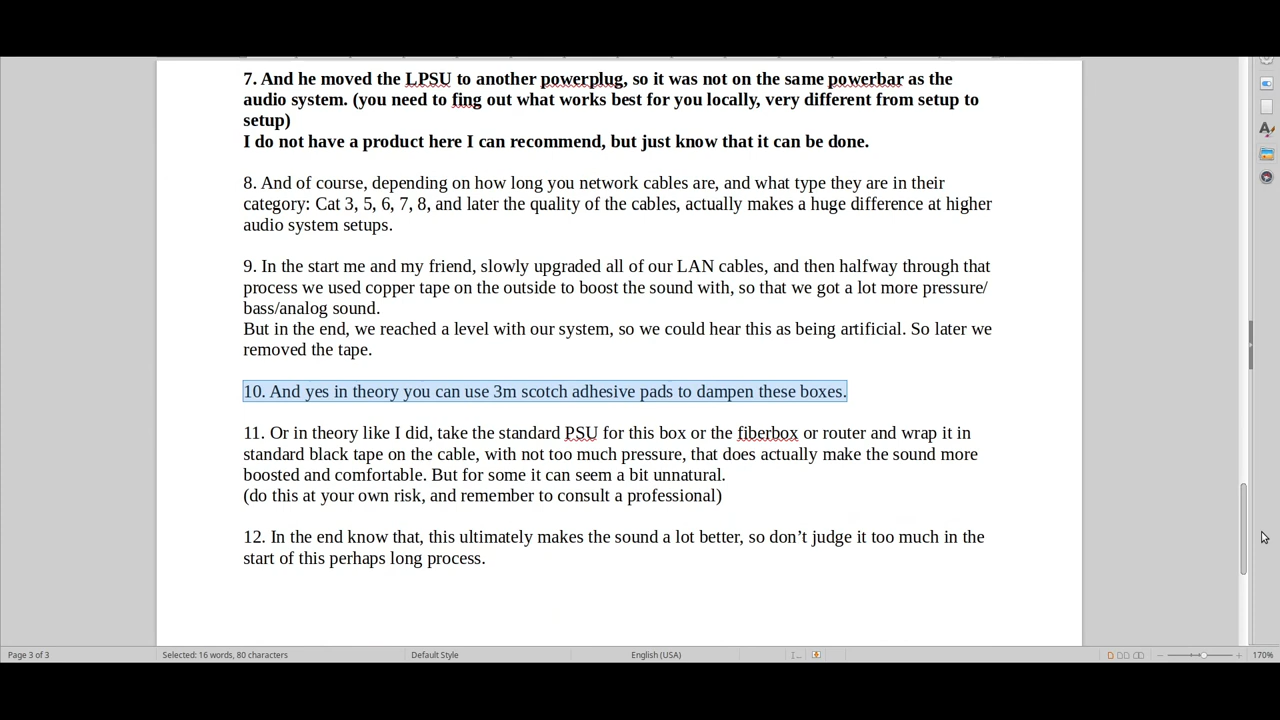 7. And he moved the LPSU to another powerplug, so it was not on the same powerbar as the
audio system. (you need to fing out what works best for you locally, very different from setup to
setup)
I do not have a product here I can recommend, but just know that it can be done.
8. And of course, depending on how long you network cables are, and what type they are in their
category: Cat 3, 5, 6, 7, 8, and later the quality of the cables, actually makes a huge difference at higher
audio system setups.
9. In the start me and my friend, slowly upgraded all of our LAN cables, and then halfway through that
process we used copper tape on the outside to boost the sound with, so that we got a lot more pressure/
bass/analog sound.
But in the end, we reached a level with our system, so we could hear this as being artificial. So later we
removed the tape.
10. And yes in theory you can use 3m scotch adhesive pads to dampen these boxes.
11. Or in theory like I did, take the standard PSU for this box or the fiberbox or router and wrap it in
standard black tape on the cable, with not too much pressure, that does actually make the sound more
boosted and comfortable. But for some it can seem a bit unnatural.
(do this at your own risk, and remember to consult a professional)
12. In the end know that, this ultimately makes the sound a lot better, so don’t judge it too much in the
start of this perhaps long process.
Page 3 of 3
Selected: 16 words, 80 characters
Default Style
English (USA)
170%